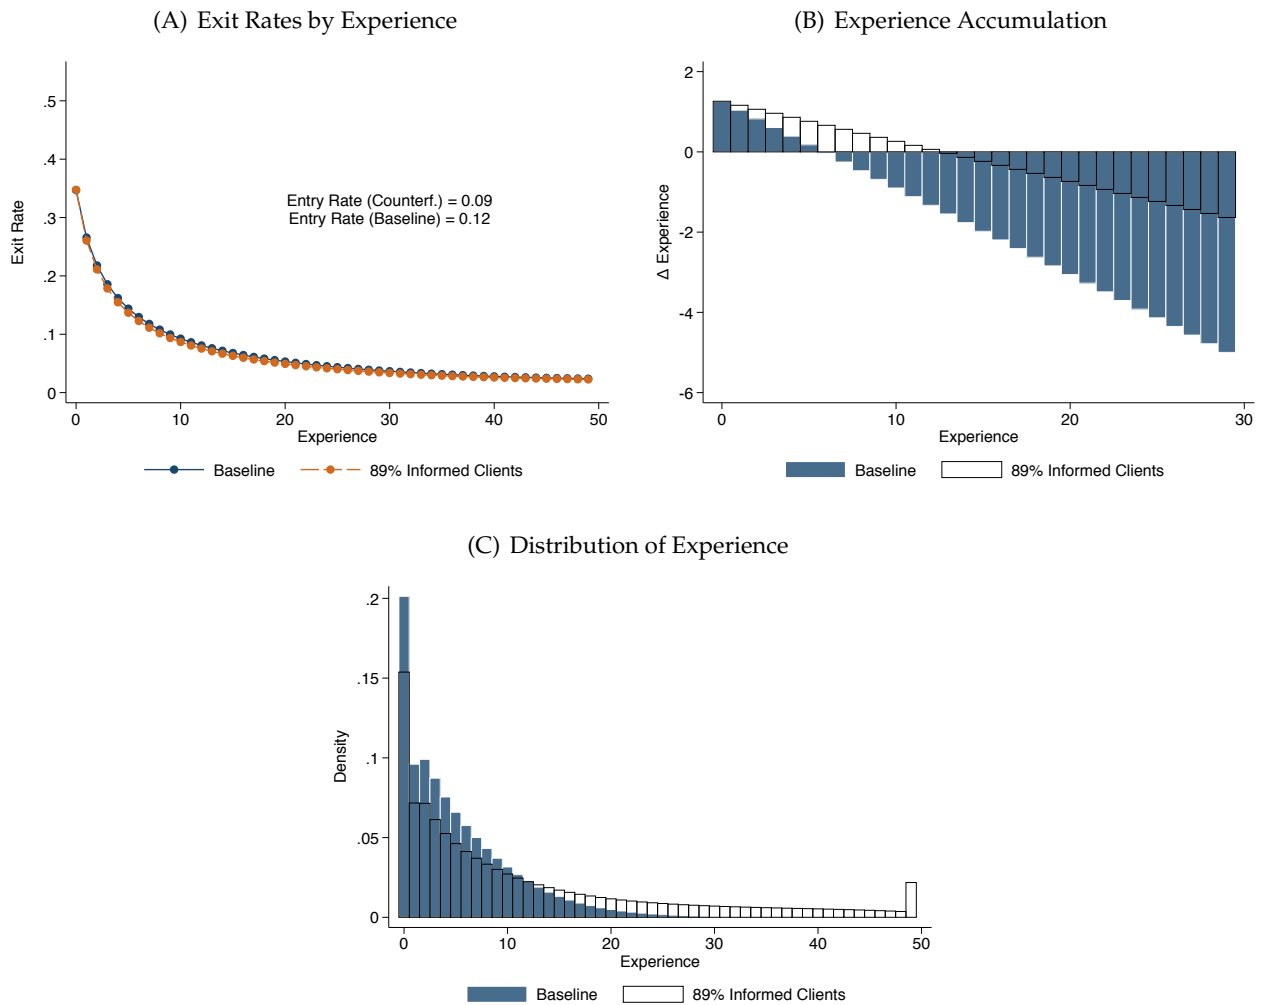 (A) Exit Rates by Experience
Exit Rate
.5
.4
.3
.2
.1
0
Entry Rate (Counterf.) = 0.09
Entry Rate (Baseline) = 0.12
0 10 20 30 40 50
Experience
Baseline 89% Informed Clients
(B) Experience Accumulation
Δ Experience
2
0
-2
-4
-6
0 10 20 30
Experience
Baseline 89% Informed Clients
(C) Distribution of Experience
Density
.2
.15
.1
.05
0
0 10 20 30 40 50
Experience
Baseline 89% Informed Clients